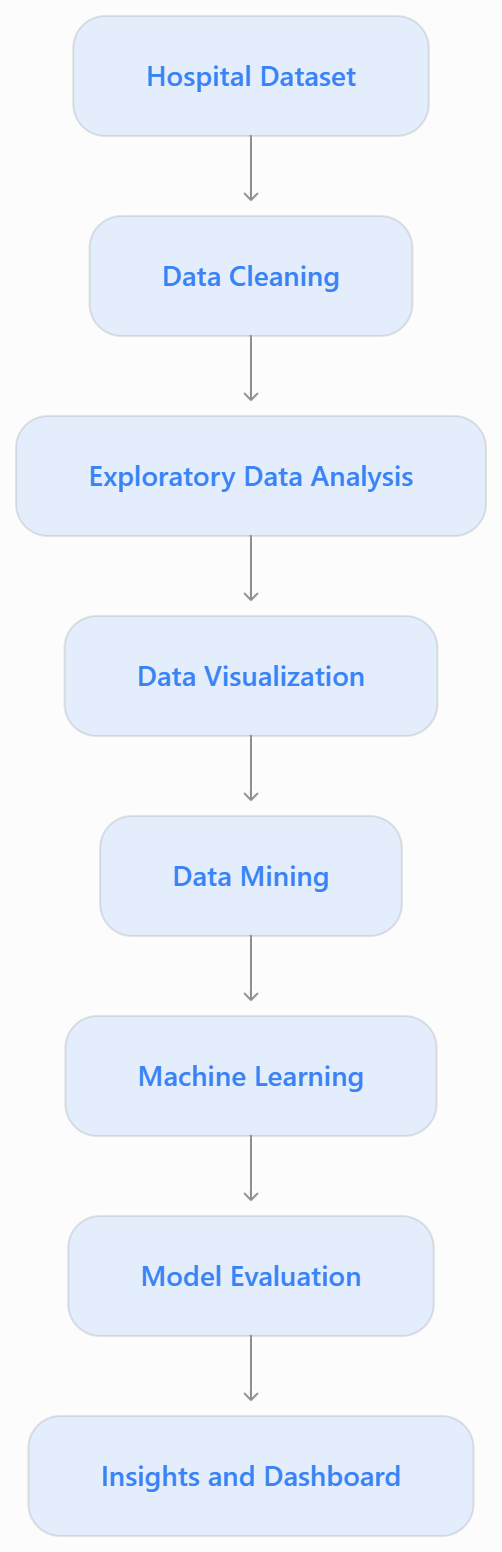 Hospital Dataset
Data Cleaning
Exploratory Data Analysis
Data Visualization
Data Mining
Machine Learning
Model Evaluation
Insights and Dashboard